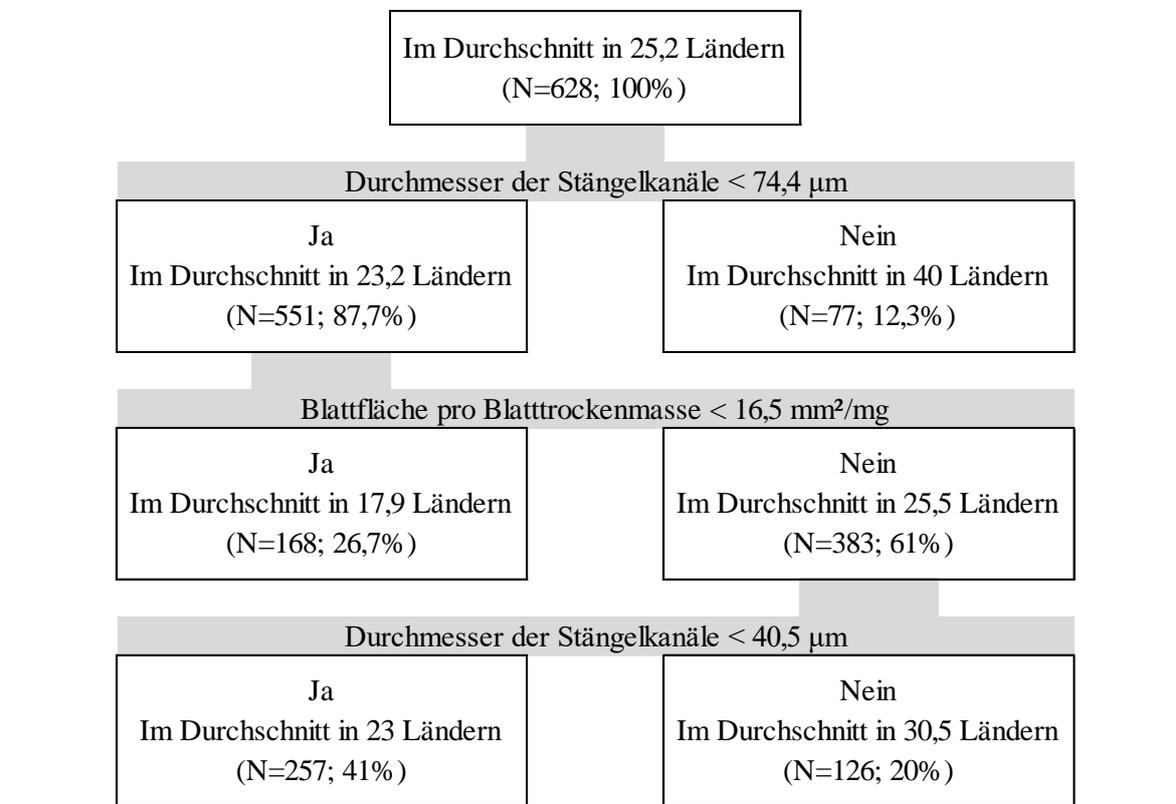 Im Durchschnitt in 25,2 Ländern
(N=628; 100%)
Durchmesser der Stängelkanäle < 74,4 µm
Ja
Im Durchschnitt in 23,2 Ländern
(N=551; 87,7%)
Nein
Im Durchschnitt in 40 Ländern
(N=77; 12,3%)
Blattfläche pro Blatttrockenmasse < 16,5 mm²/mg
Ja
Im Durchschnitt in 17,9 Ländern
(N=168; 26,7%)
Nein
Im Durchschnitt in 25,5 Ländern
(N=383; 61%)
Durchmesser der Stängelkanäle < 40,5 µm
Ja
Im Durchschnitt in 23 Ländern
(N=257; 41%)
Nein
Im Durchschnitt in 30,5 Ländern
(N=126; 20%)